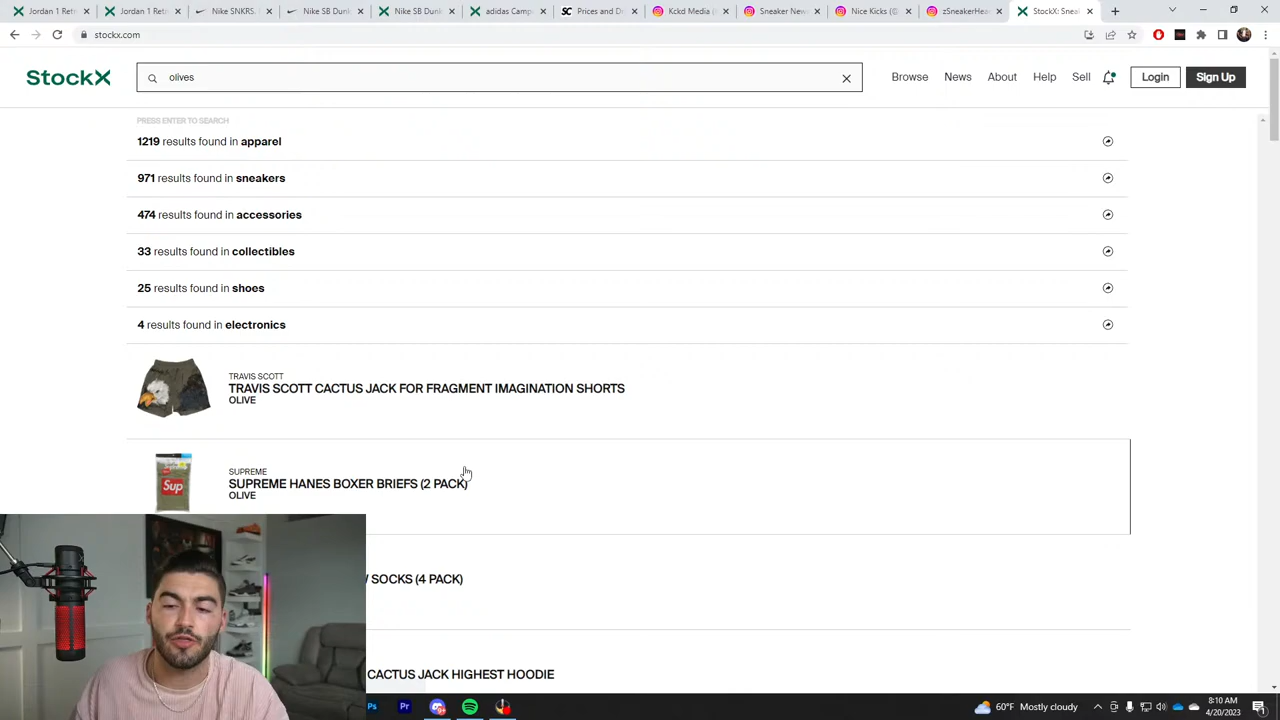 Jordan 1 Retr
Jordan 1 Retr
Nike SNKRS.
Nike SB Dunk
Nike SB Dunk
adidas Camp
Prices and D
Kckd Media (
Sneaker New
Nice Kicks (@
zSneakerHea
StockX: Sneak
stockx.com
StockX
olives
Browse
News
About
Help
Sell
Login
Sign Up
PRESS ENTER TO SEARCH
1219 results found in apparel
971 results found in sneakers
474 results found in accessories
33 results found in collectibles
25 results found in shoes
4 results found in electronics
TRAVIS SCOTT
TRAVIS SCOTT CACTUS JACK FOR FRAGMENT IMAGINATION SHORTS
OLIVE
Sup
SUPREME
SUPREME HANES BOXER BRIEFS (2 PACK)
OLIVE
SOCKS (4 PACK)
CACTUS JACK HIGHEST HOODIE
Ps
Pr
60°F Mostly cloudy
8:10 AM
4/20/2023